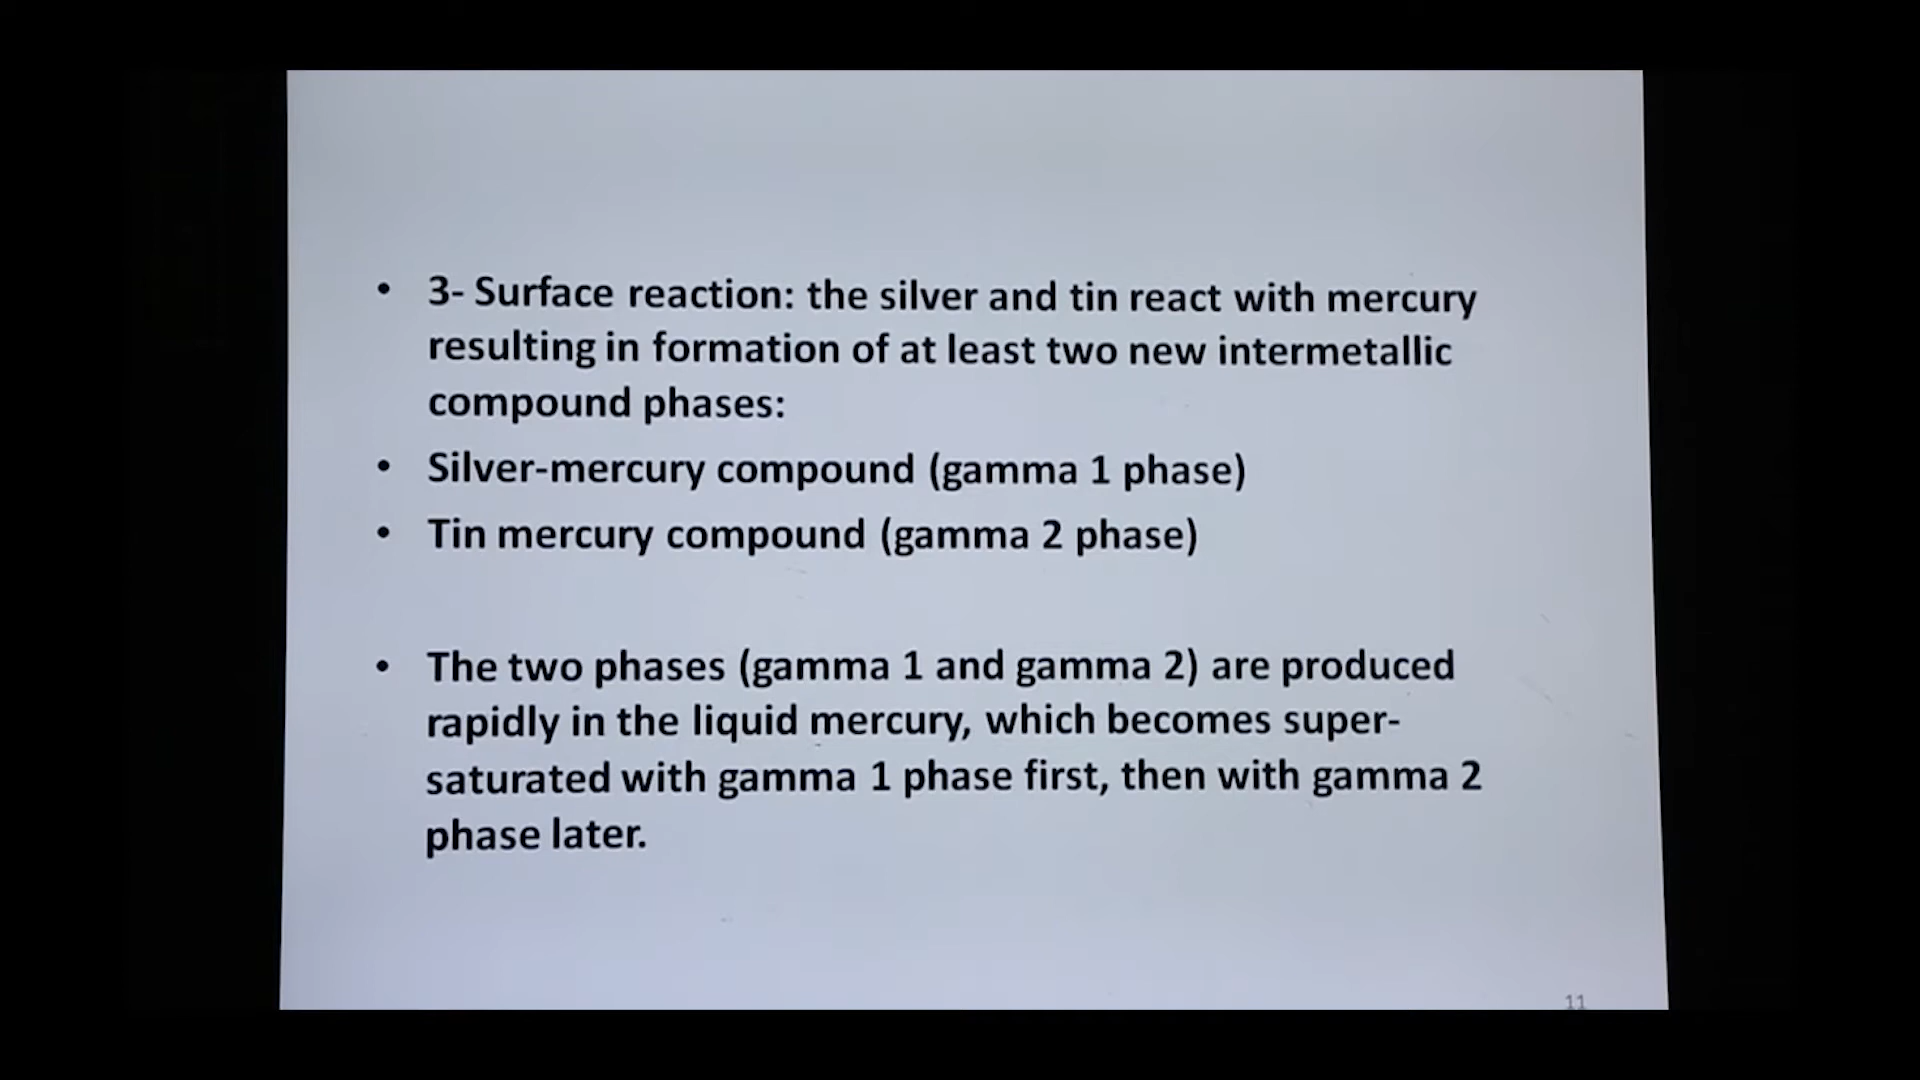 • 3- Surface reaction: the silver and tin react with mercury
resulting in formation of at least two new intermetallic
compound phases:
• Silver-mercury compound (gamma 1 phase)
• Tin mercury compound (gamma 2 phase)
• The two phases (gamma 1 and gamma 2) are produced
rapidly in the liquid mercury, which becomes super-
saturated with gamma 1 phase first, then with gamma 2
phase later.
11